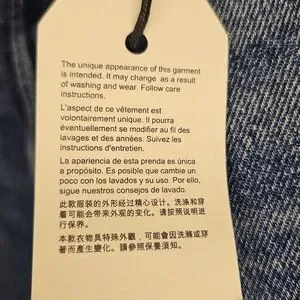 The unique appearance of this garment
is intended. It may change as a result
of washing and wear. Follow care
instructions.
L'aspect de ce vêtement est
volontairement unique. Il pourra
éventuellement se modifier au fil des
lavages et des années. Suivez les
instructions d'entretien.
La apariencia de esta prenda es única
a propósito. Es posible que cambie un
poco con los lavados y su uso. Por ello,
sigue nuestros consejos de lavado.
此款服装的外形经过精心设计。洗涤和穿
着可能会带来外观的变化。请按照说明进
行保养。
本款衣物具特殊外觀，可能會因洗滌或穿
著而產生變化。請參照保養須知。